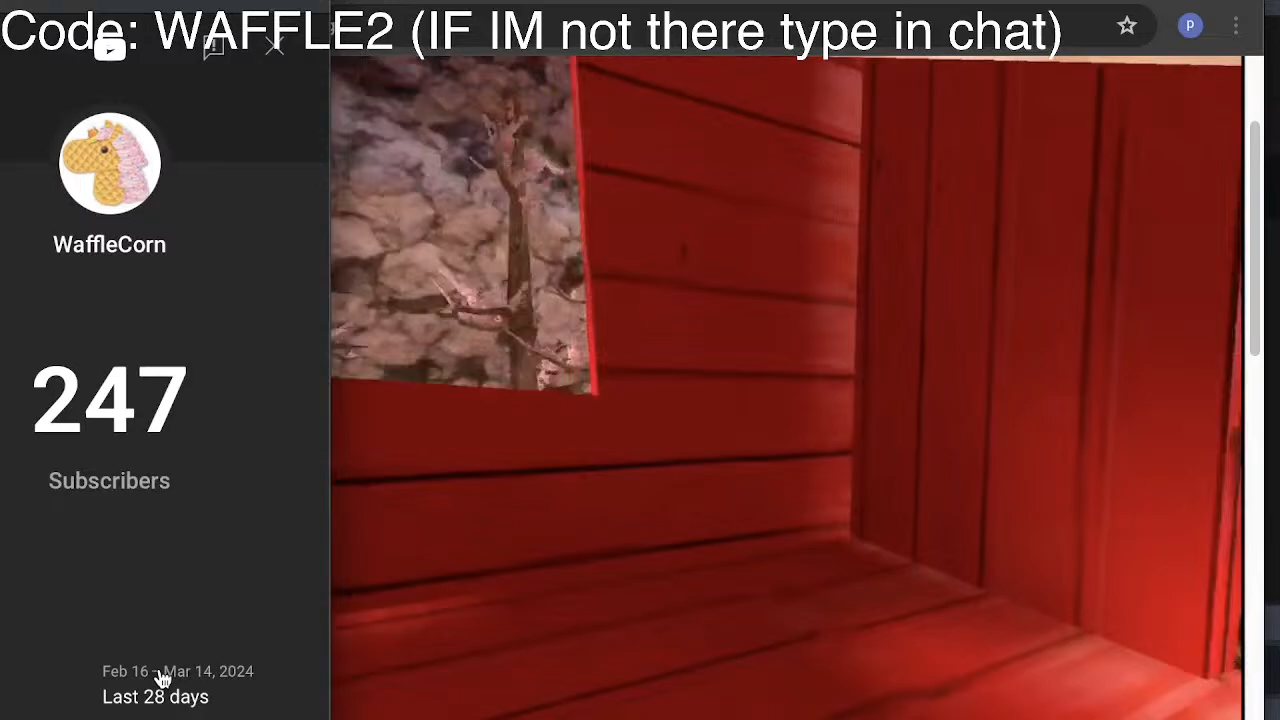 Code: WAFFLE2 (IF IM not there type in chat)
P
WaffleCorn
247
Subscribers
Feb 16 – Mar 14, 2024
Last 28 days